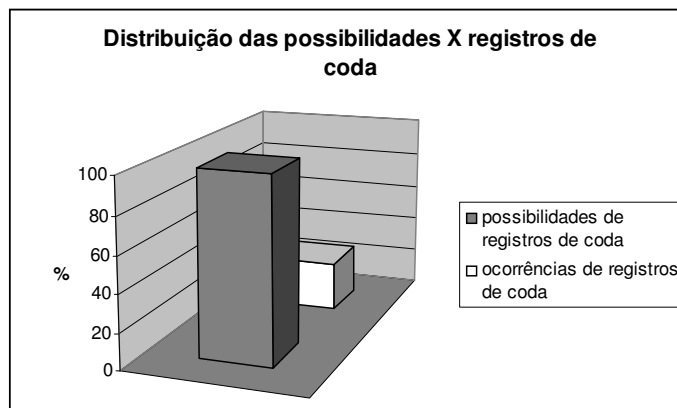 Distribuição das possibilidades X registros de
coda
100
80
60
40
20
0
%
possibilidades de
registros de coda
ocorrências de registros
de coda